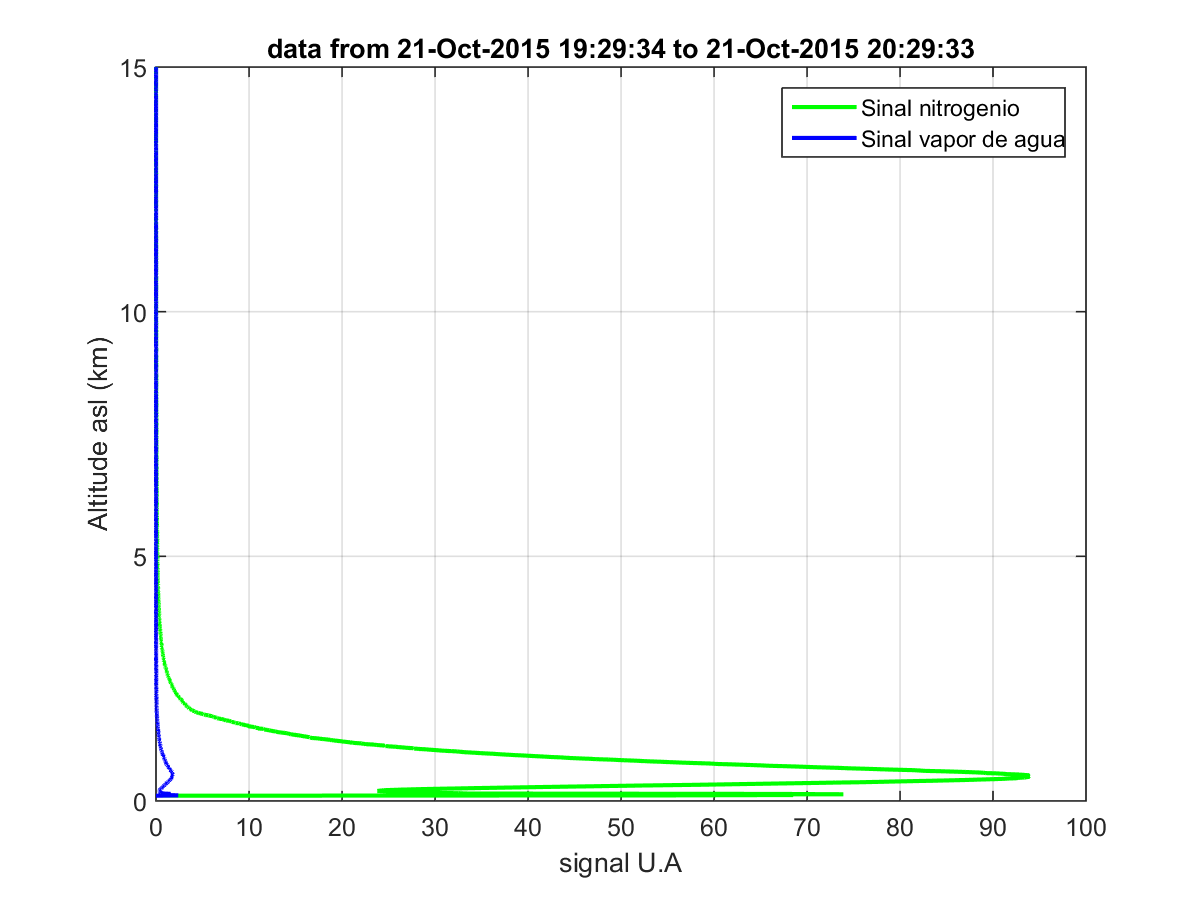 data from 21-Oct-2015 19:29:34 to 21-Oct-2015 20:29:33
Sinal nitrogenio
Sinal vapor de agua
15
10
5
0
Altitude asl (km)
0 10 20 30 40 50 60 70 80 90 100
signal U.A